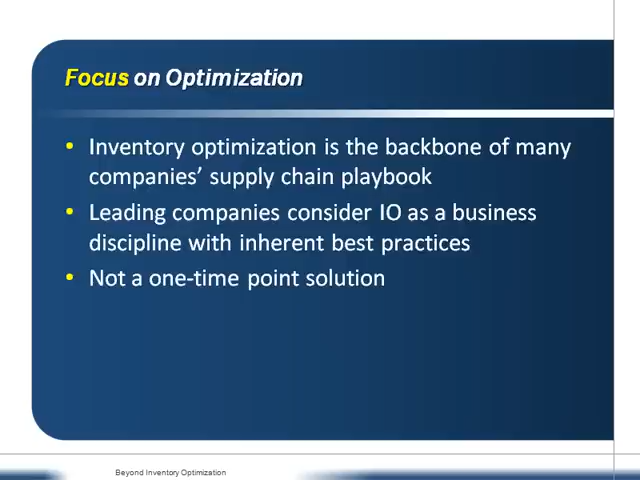 Focus on Optimization
• Inventory optimization is the backbone of many
companies’ supply chain playbook
• Leading companies consider IO as a business
discipline with inherent best practices
• Not a one-time point solution
Beyond Inventory Optimization